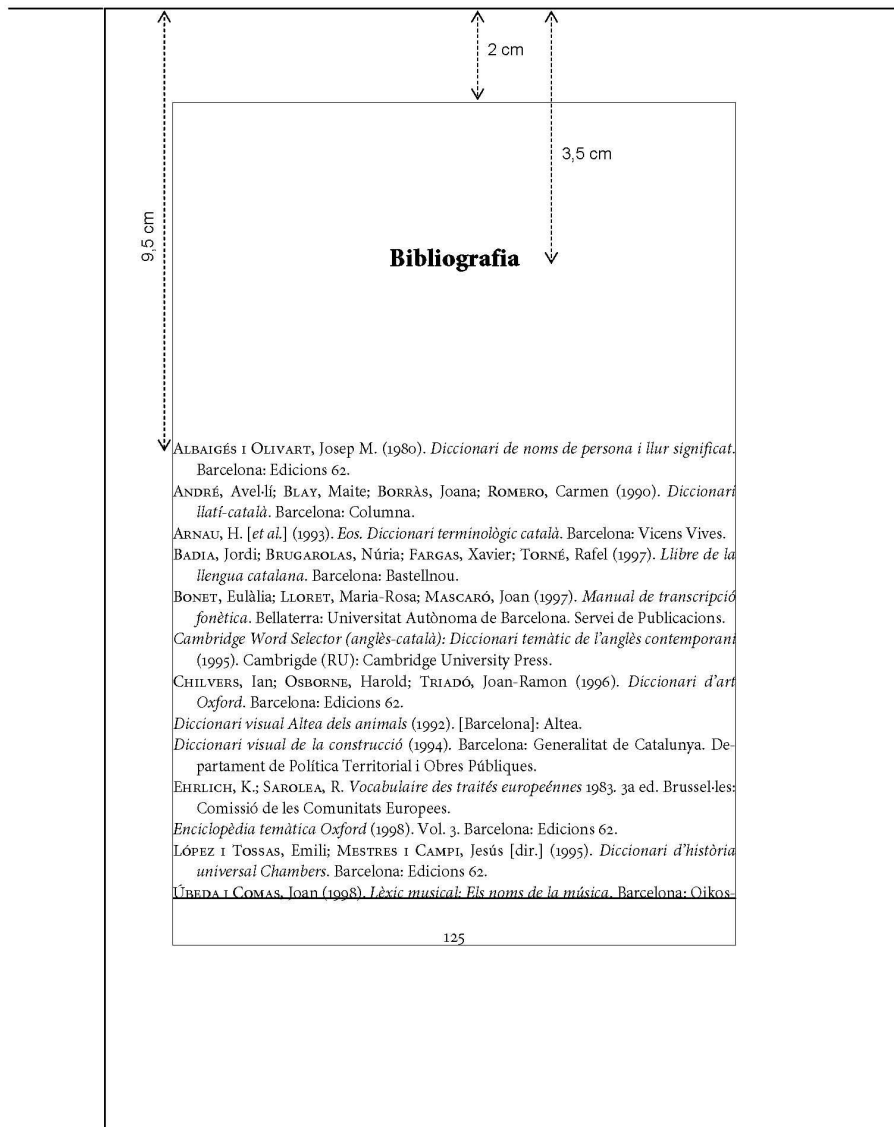 2 cm
3,5 cm
9,5 cm
Bibliografia
ALBAIGÉS I OLIVART, Josep M. (1980). Diccionari de noms de persona i llur significat.
Barcelona: Edicions 62.
ANDRÉ, Avel·lí; BLAY, Maite; BORRÀS, Joana; ROMERO, Carmen (1990). Diccionari
llatí-català. Barcelona: Columna.
ARNAU, H. [et al.] (1993). Eos. Diccionari terminològic català. Barcelona: Vicens Vives.
BADIA, Jordi; BRUGAROLAS, Núria; FARGAS, Xavier; TORNÉ, Rafel (1997). Llibre de la
llengua catalana. Barcelona: Bastellnou.
BONET, Eulàlia; LLORET, Maria-Rosa; MASCARÓ, Joan (1997). Manual de transcripció
fonètica. Bellaterra: Universitat Autònoma de Barcelona. Servei de Publicacions.
Cambridge Word Selector (anglès-català): Diccionari temàtic de l'anglès contemporani
(1995). Cambrigde (RU): Cambridge University Press.
CHILVERS, Ian; OSBORNE, Harold; TRIADÓ, Joan-Ramon (1996). Diccionari d'art
Oxford. Barcelona: Edicions 62.
Diccionari visual Altea dels animals (1992). [Barcelona]: Altea.
Diccionari visual de la construcció (1994). Barcelona: Generalitat de Catalunya. De-
partament de Política Territorial i Obres Públiques.
EHRLICH, K.; SAROLEA, R. Vocabulaire des traités europeénnes 1983. 3a ed. Brussel·les:
Comissió de les Comunitats Europees.
Enciclopèdia temàtica Oxford (1998). Vol. 3. Barcelona: Edicions 62.
LÓPEZ I TOSSAS, Emili; MESTRES I CAMPI, Jesús [dir.] (1995). Diccionari d'història
universal Chambers. Barcelona: Edicions 62.
ÚBEDA I COMAS, Joan (1998). Lèxic musical: Els noms de la música. Barcelona: Oikos-
125